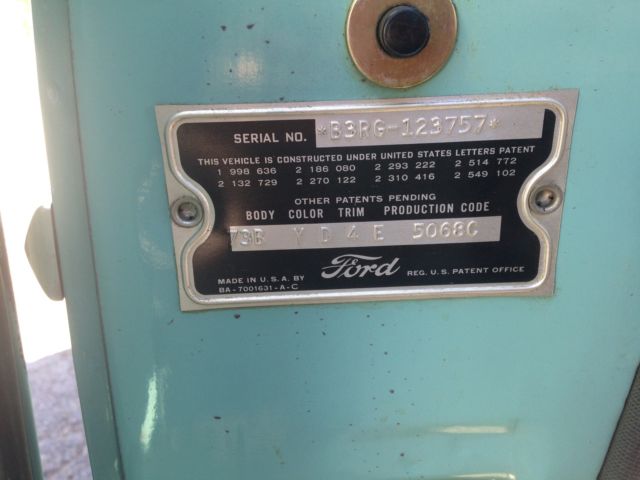 SERIAL NO. *B3RG-123757*
THIS VEHICLE IS CONSTRUCTED UNDER UNITED STATES LETTERS PATENT
1 998 636 2 186 080 2 293 222 2 514 772
2 132 729 2 270 122 2 310 416 2 549 102
OTHER PATENTS PENDING
BODY COLOR TRIM PRODUCTION CODE
73B Y D 4 E 5068G
MADE IN U.S.A. BY Ford REG. U.S. PATENT OFFICE
BA-7001631-A-C